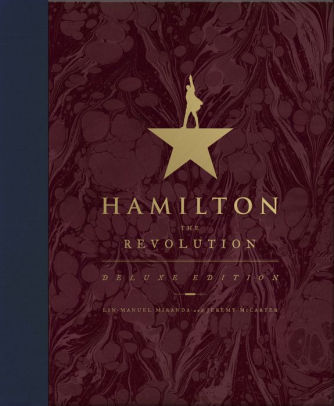 HAMILTON
THE
REVOLUTION
DELUXE EDITION
LIN-MANUEL MIRANDA and JEREMY McCARTER